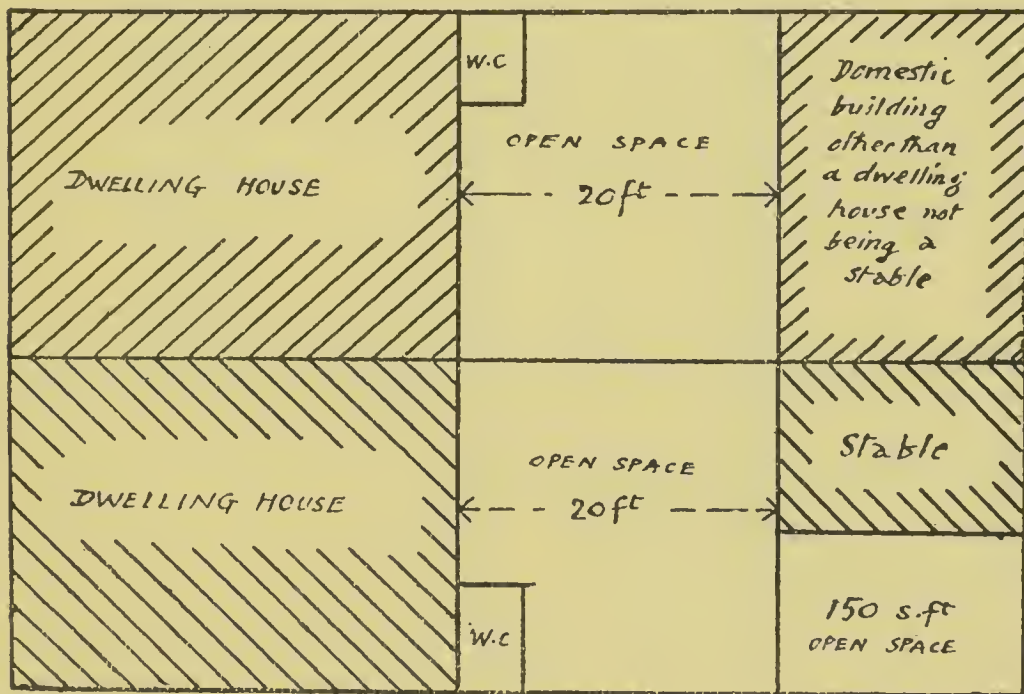 W.C
OPEN SPACE
20ft
DWELLING HOUSE
Domestic
building
other than
a dwelling
house not
being a
stable
DWELLING HOUSE
OPEN SPACE
20ft
Stable
W.C
150 s.ft
OPEN SPACE